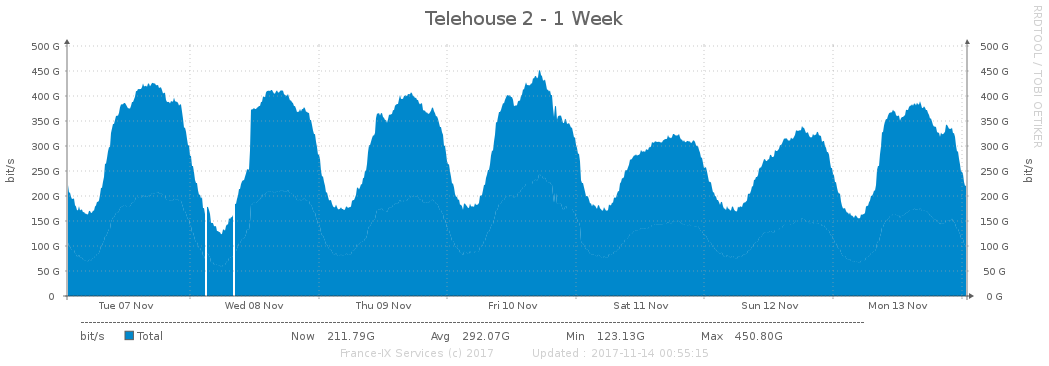 Telehouse 2 - 1 Week
RRDTOOL / TOBI OETIKER
bit/s
500 G 500 G
450 G 450 G
400 G 400 G
350 G 350 G
300 G 300 G
250 G 250 G
200 G 200 G
150 G 150 G
100 G 100 G
50 G 50 G
0 0 G
bit/s
Tue 07 Nov Wed 08 Nov Thu 09 Nov Fri 10 Nov Sat 11 Nov Sun 12 Nov Mon 13 Nov
bit/s Total Now 211.79G Avg 292.07G Min 123.13G Max 450.80G
France-IX Services (c) 2017 Updated : 2017-11-14 00:55:15